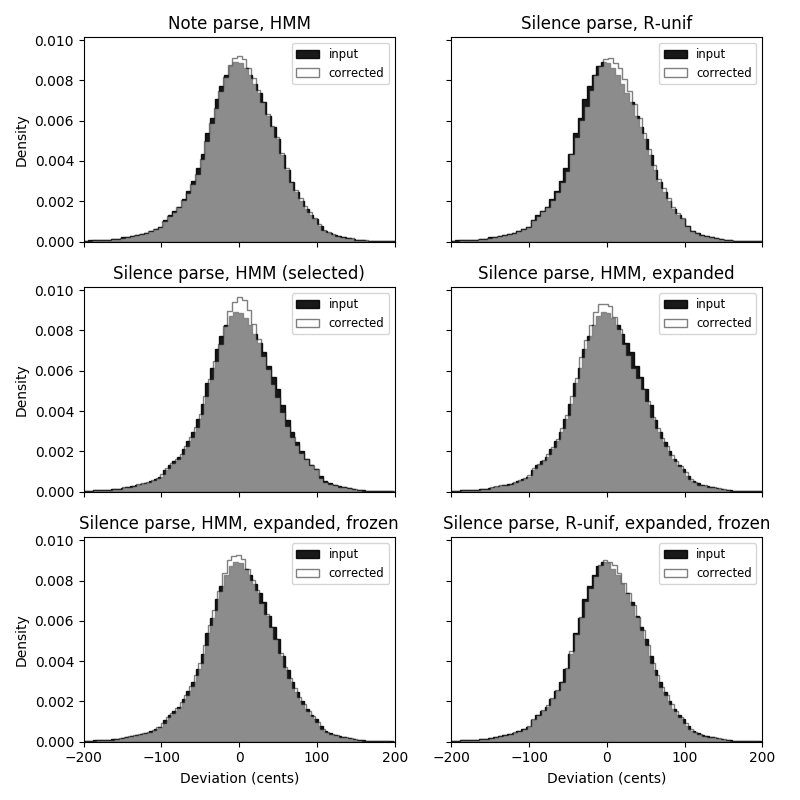 Note parse, HMM
Silence parse, R-unif
0.010
0.008
0.006
0.004
0.002
0.000
Density
input
corrected
input
corrected
Silence parse, HMM (selected)
Silence parse, HMM, expanded
0.010
0.008
0.006
0.004
0.002
0.000
Density
input
corrected
input
corrected
Silence parse, HMM, expanded, frozen
Silence parse, R-unif, expanded, frozen
0.010
0.008
0.006
0.004
0.002
0.000
Density
input
corrected
input
corrected
−200 −100 0 100 200
−200 −100 0 100 200
Deviation (cents)
Deviation (cents)